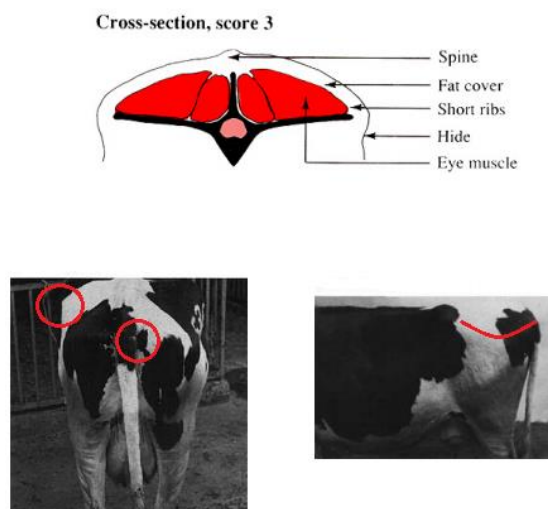 Cross-section, score 3
Spine
Fat cover
Short ribs
Hide
Eye muscle